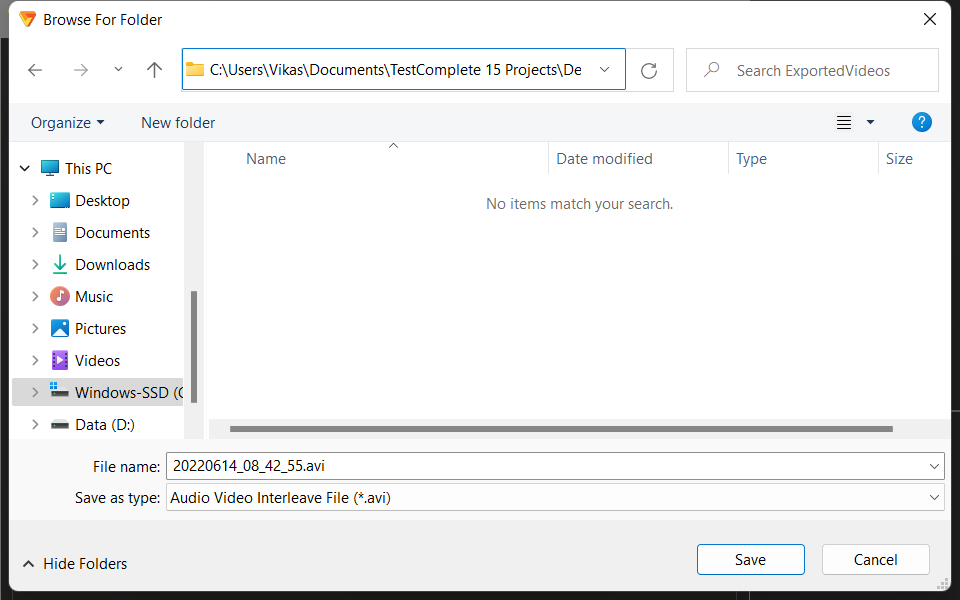 Browse For Folder
C:\Users\Vikas\Documents\TestComplete 15 Projects\De
Search ExportedVideos
Organize
New folder
?
Name
Date modified
Type
Size
This PC
Desktop
Documents
Downloads
Music
Pictures
Videos
Windows-SSD (C
Data (D:)
No items match your search.
File name: 20220614_08_42_55.avi
Save as type: Audio Video Interleave File (*.avi)
Hide Folders
Save
Cancel